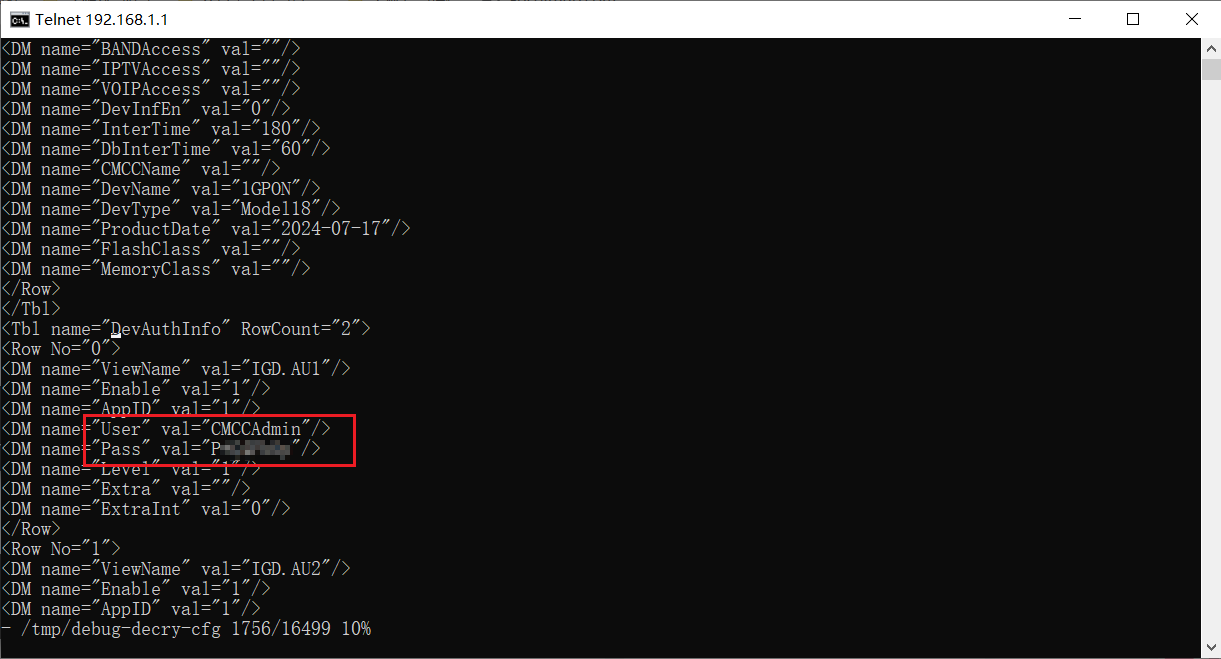 Telnet 192.168.1.1
<DM name="BANDAccess" val=""/>
<DM name="IPTVAccess" val=""/>
<DM name="VOIPAccess" val=""/>
<DM name="DevInfEn" val="0"/>
<DM name="InterTime" val="180"/>
<DM name="DbInterTime" val="60"/>
<DM name="CMCCName" val=""/>
<DM name="DevName" val="1GPON"/>
<DM name="DevType" val="Model18"/>
<DM name="ProductDate" val="2024-07-17"/>
<DM name="FlashClass" val=""/>
<DM name="MemoryClass" val=""/>
</Row>
</Tbl>
<Tbl name="DevAuthInfo" RowCount="2">
<Row No="0">
<DM name="ViewName" val="IGD.AU1"/>
<DM name="Enable" val="1"/>
<DM name="AppID" val="1"/>
<DM name="User" val="CMCCAdmin"/>
<DM name="Pass" val="P"/>
<DM name="Level" val="1"/>
<DM name="Extra" val=""/>
<DM name="ExtraInt" val="0"/>
</Row>
<Row No="1">
<DM name="ViewName" val="IGD.AU2"/>
<DM name="Enable" val="1"/>
<DM name="AppID" val="1"/>
- /tmp/debug-decry-cfg 1756/16499 10%